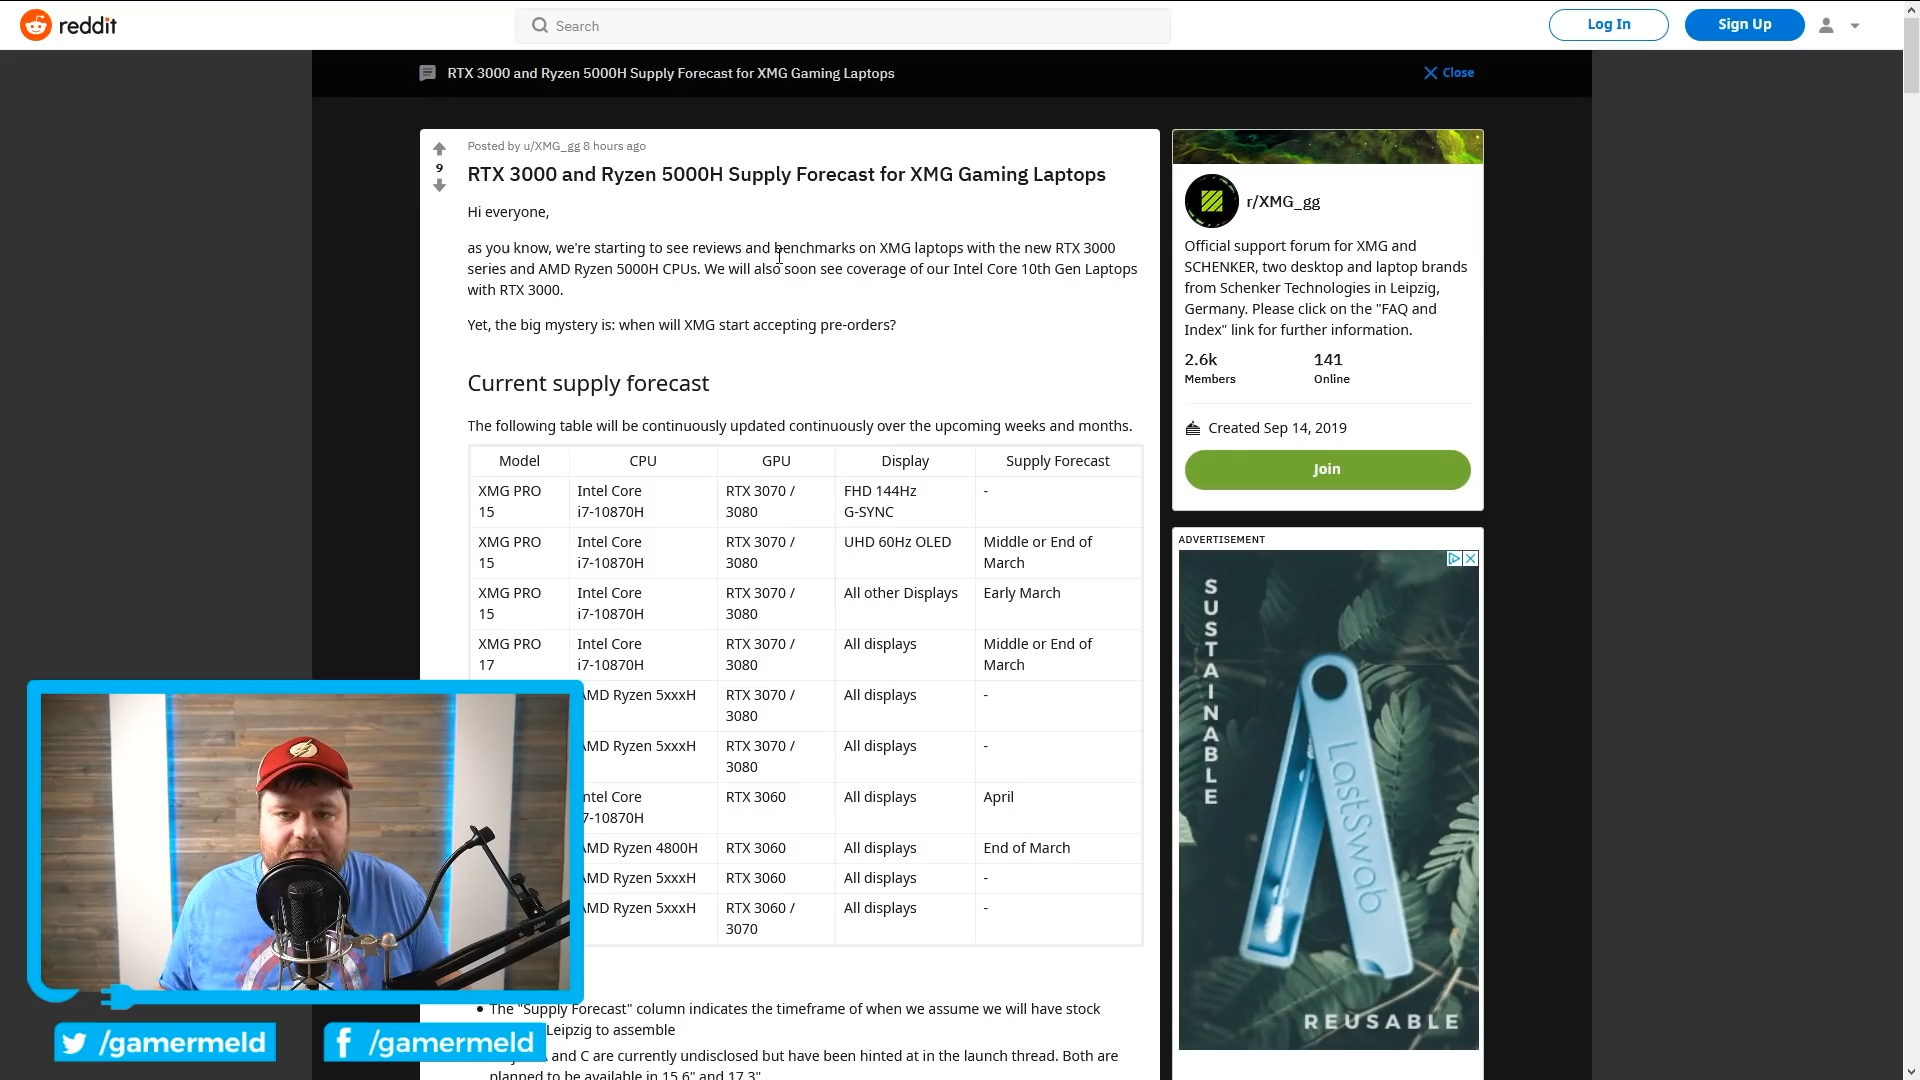 reddit
Search
Log In
Sign Up
RTX 3000 and Ryzen 5000H Supply Forecast for XMG Gaming Laptops
Close
Posted by u/XMG_gg 8 hours ago
9
RTX 3000 and Ryzen 5000H Supply Forecast for XMG Gaming Laptops
Hi everyone,
as you know, we're starting to see reviews and benchmarks on XMG laptops with the new RTX 3000
series and AMD Ryzen 5000H CPUs. We will also soon see coverage of our Intel Core 10th Gen Laptops
with RTX 3000.
Yet, the big mystery is: when will XMG start accepting pre-orders?
Current supply forecast
The following table will be continuously updated continuously over the upcoming weeks and months.
Model CPU GPU Display Supply Forecast
XMG PRO Intel Core RTX 3070 / FHD 144Hz -
15 i7-10870H 3080 G-SYNC
XMG PRO Intel Core RTX 3070 / UHD 60Hz OLED Middle or End of
15 i7-10870H 3080 March
XMG PRO Intel Core RTX 3070 / All other Displays Early March
15 i7-10870H 3080
XMG PRO Intel Core RTX 3070 / All displays Middle or End of
17 i7-10870H 3080 March
AMD Ryzen 5xxxH RTX 3070 / All displays -
3080
AMD Ryzen 5xxxH RTX 3070 / All displays -
3080
ntel Core RTX 3060 All displays April
7-10870H
AMD Ryzen 4800H RTX 3060 All displays End of March
AMD Ryzen 5xxxH RTX 3060 All displays -
AMD Ryzen 5xxxH RTX 3060 / All displays -
3070
The "Supply Forecast" column indicates the timeframe of when we assume we will have stock
Leipzig to assemble
A and C are currently undisclosed but have been hinted at in the launch thread. Both are
planned to be available in 15.6" and 17.3"
r/XMG_gg
Official support forum for XMG and
SCHENKER, two desktop and laptop brands
from Schenker Technologies in Leipzig,
Germany. Please click on the "FAQ and
Index" link for further information.
2.6k 141
Members Online
Created Sep 14, 2019
Join
ADVERTISEMENT
SUSTAINABLE
LastSwab
REUSABLE
/gamermeld
/gamermeld